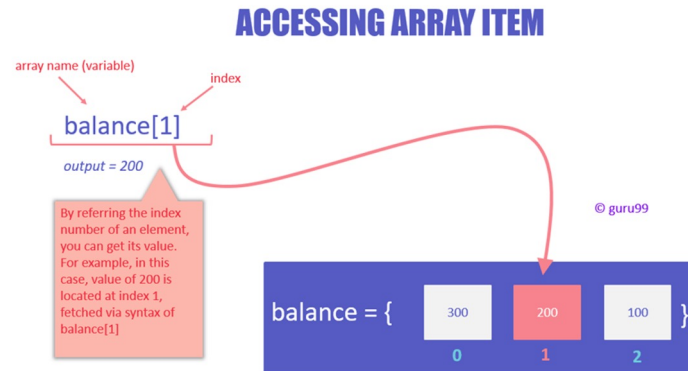 ACCESSING ARRAY ITEM
array name (variable)
index
balance[1]
output = 200
By referring the index
number of an element,
you can get its value.
For example, in this
case, value of 200 is
located at index 1,
fetched via syntax of
balance[1]
© guru99
balance = { 300 200 100 }
0 1 2